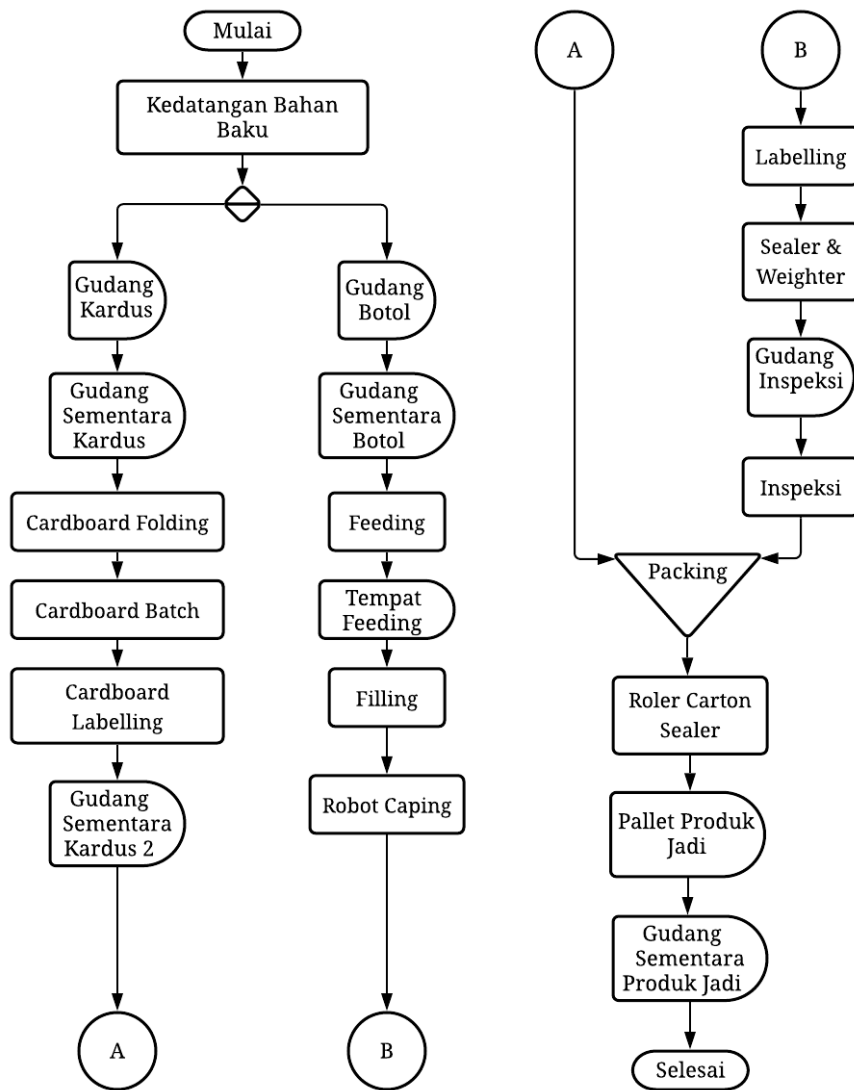 Mulai
Kedatangan Bahan
Baku
Gudang
Kardus
Gudang
Sementara
Kardus
Cardboard Folding
Cardboard Batch
Cardboard
Labelling
Gudang
Sementara
Kardus 2
A
Gudang
Botol
Gudang
Sementara
Botol
Feeding
Tempat
Feeding
Filling
Robot Caping
B
A
B
Labelling
Sealer &
Weighter
Gudang
Inspeksi
Inspeksi
Packing
Roler Carton
Sealer
Pallet Produk
Jadi
Gudang
Sementara
Produk Jadi
Selesai